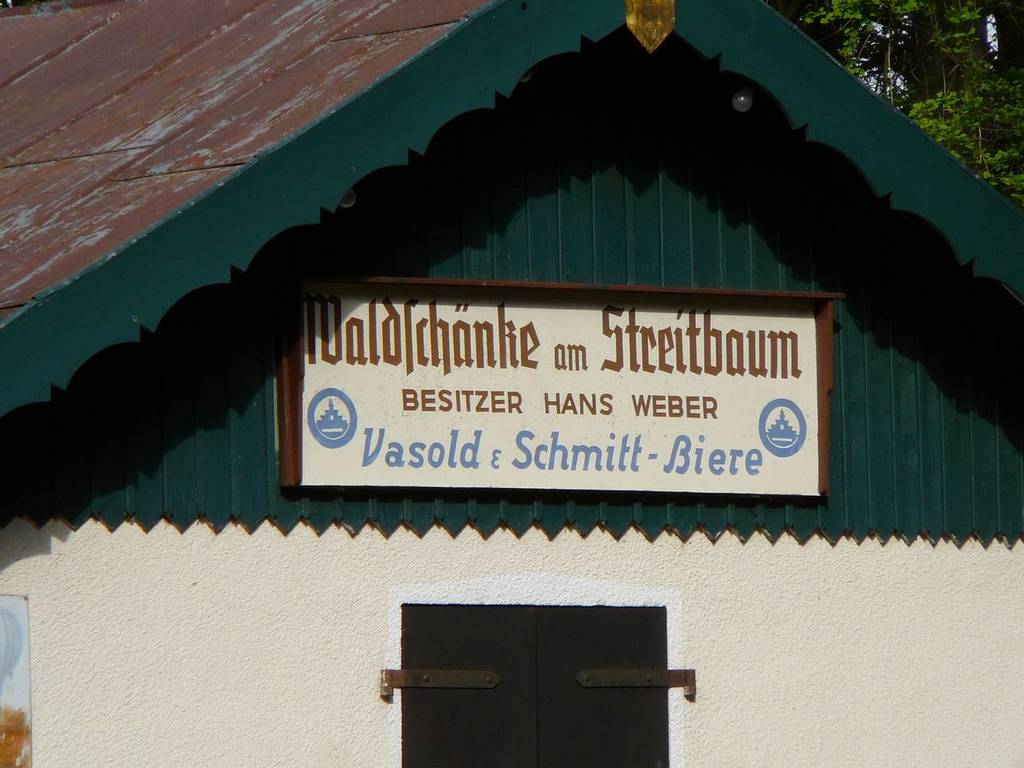 Waldſchänke am Streitbaum
BESITZER HANS WEBER
Vasold & Schmitt-Biere